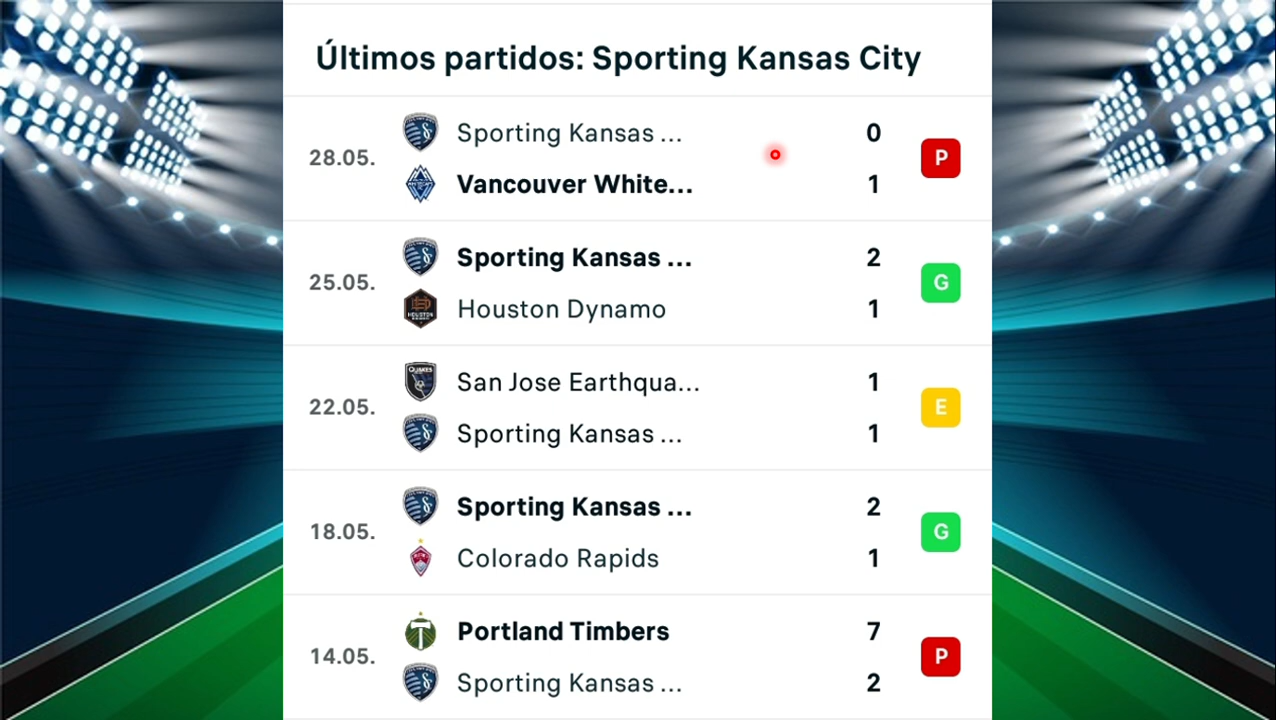 Últimos partidos: Sporting Kansas City
28.05.
Sporting Kansas ... 0
Vancouver White... 1
P
25.05.
Sporting Kansas ... 2
Houston Dynamo 1
G
22.05.
San Jose Earthqua... 1
Sporting Kansas ... 1
E
18.05.
Sporting Kansas ... 2
Colorado Rapids 1
G
14.05.
Portland Timbers 7
Sporting Kansas ... 2
P